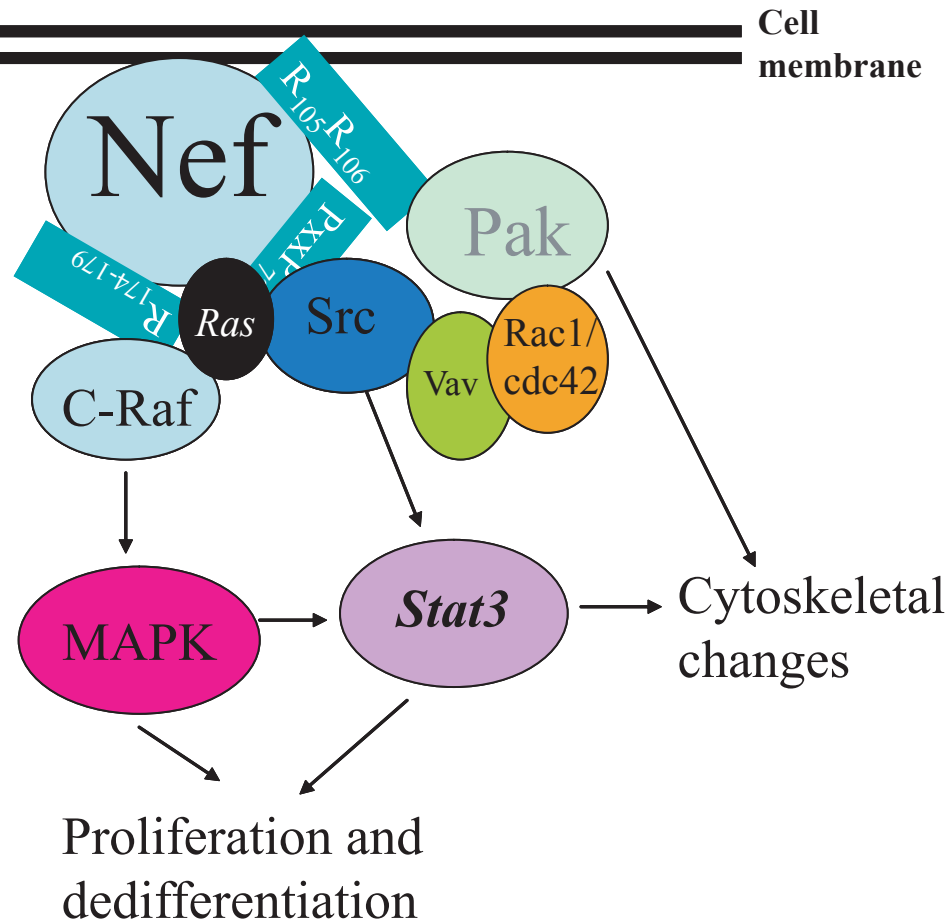 Cell
membrane
R105R106
Nef
Pak
PxxP7
R174-179
Ras
Src
Rac1/
cdc42
Vav
C-Raf
Stat3
MAPK
Cytoskeletal
changes
Proliferation and
dedifferentiation